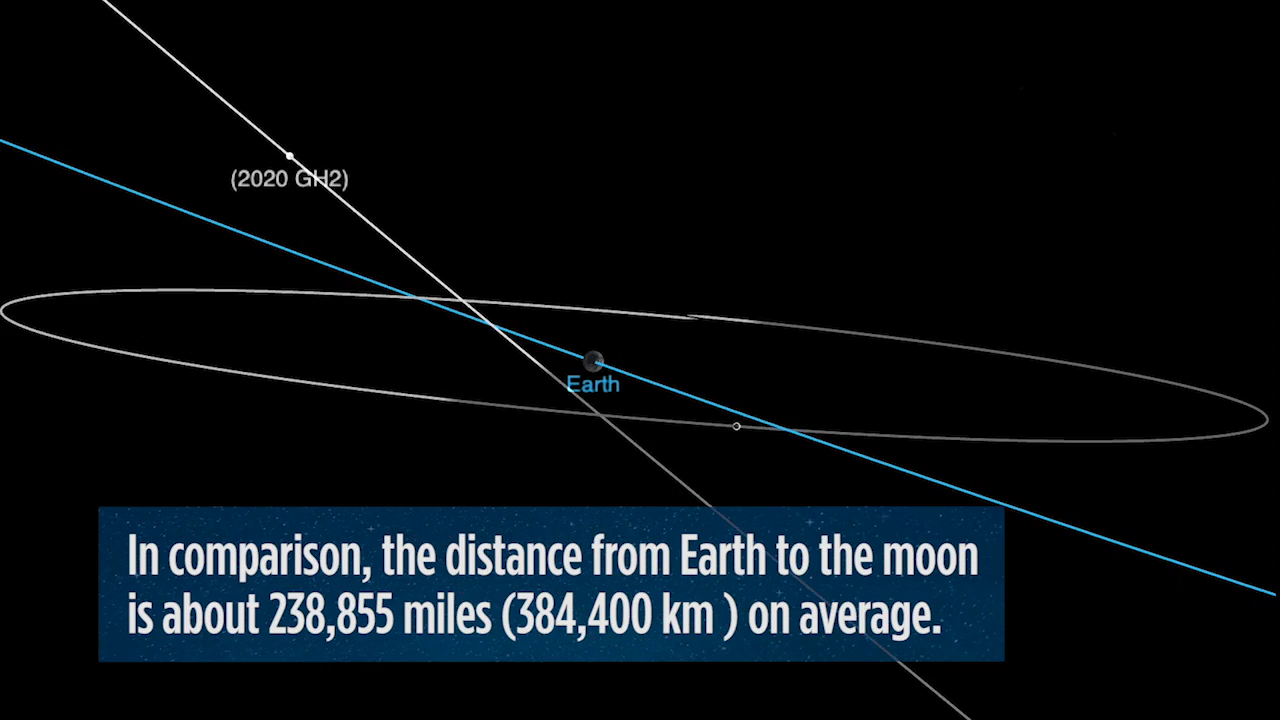 (2020 GH2)
Earth
In comparison, the distance from Earth to the moon
is about 238,855 miles (384,400 km ) on average.